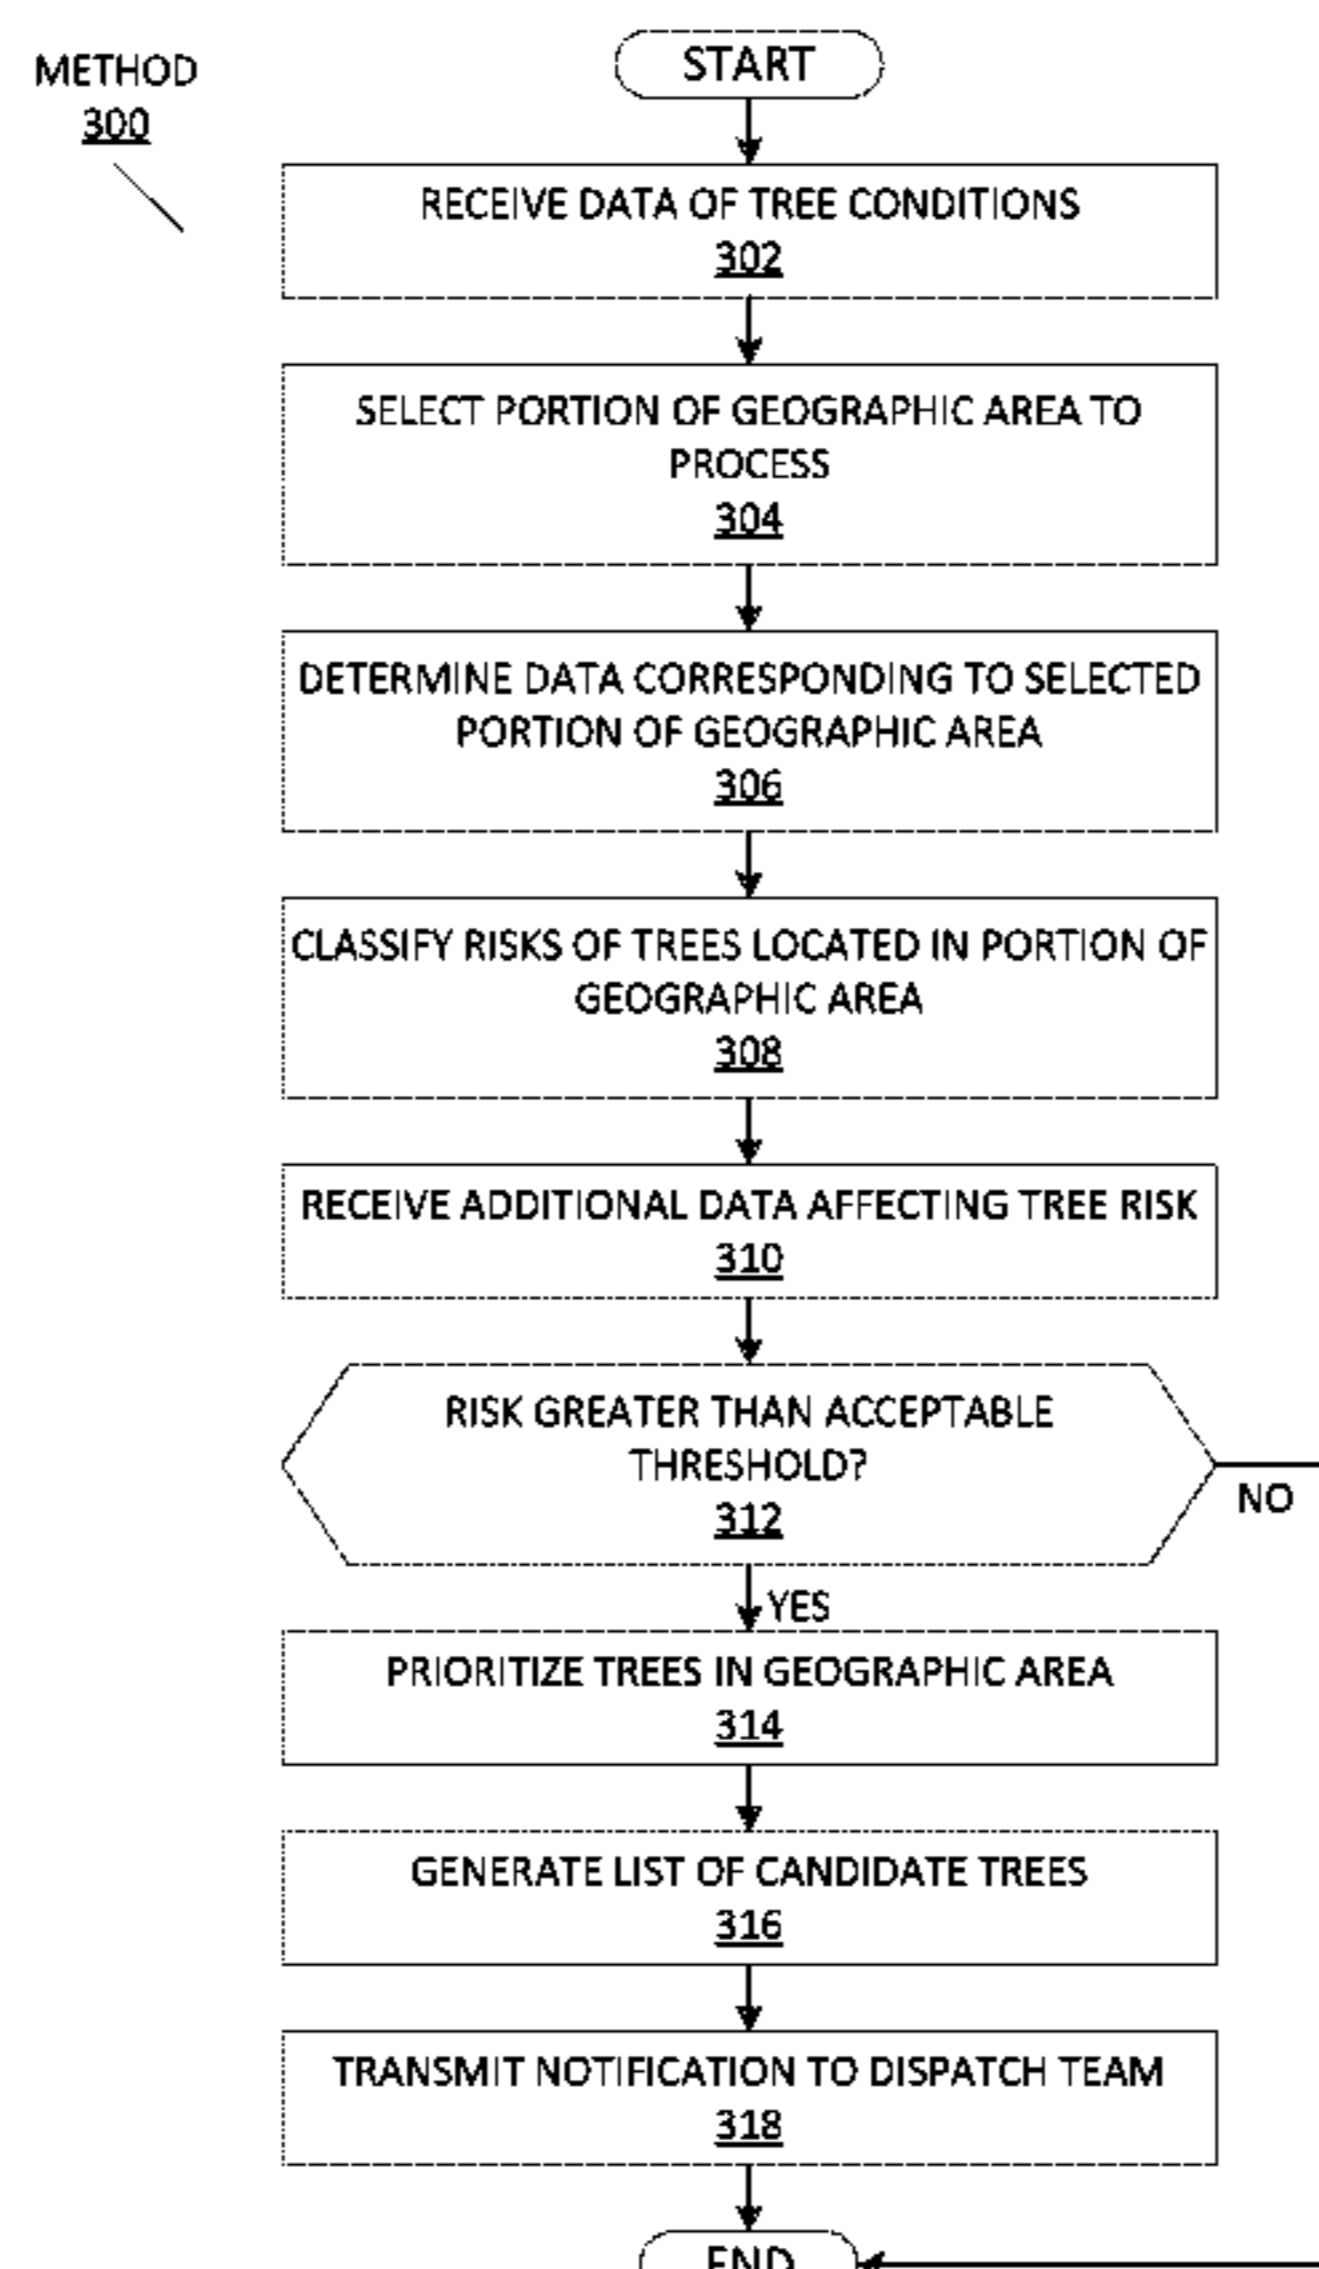 METHOD
300
START
RECEIVE DATA OF TREE CONDITIONS
302
SELECT PORTION OF GEOGRAPHIC AREA TO
PROCESS
304
DETERMINE DATA CORRESPONDING TO SELECTED
PORTION OF GEOGRAPHIC AREA
306
CLASSIFY RISKS OF TREES LOCATED IN PORTION OF
GEOGRAPHIC AREA
308
RECEIVE ADDITIONAL DATA AFFECTING TREE RISK
310
RISK GREATER THAN ACCEPTABLE
THRESHOLD?
312
NO
YES
PRIORITIZE TREES IN GEOGRAPHIC AREA
314
GENERATE LIST OF CANDIDATE TREES
316
TRANSMIT NOTIFICATION TO DISPATCH TEAM
318
END